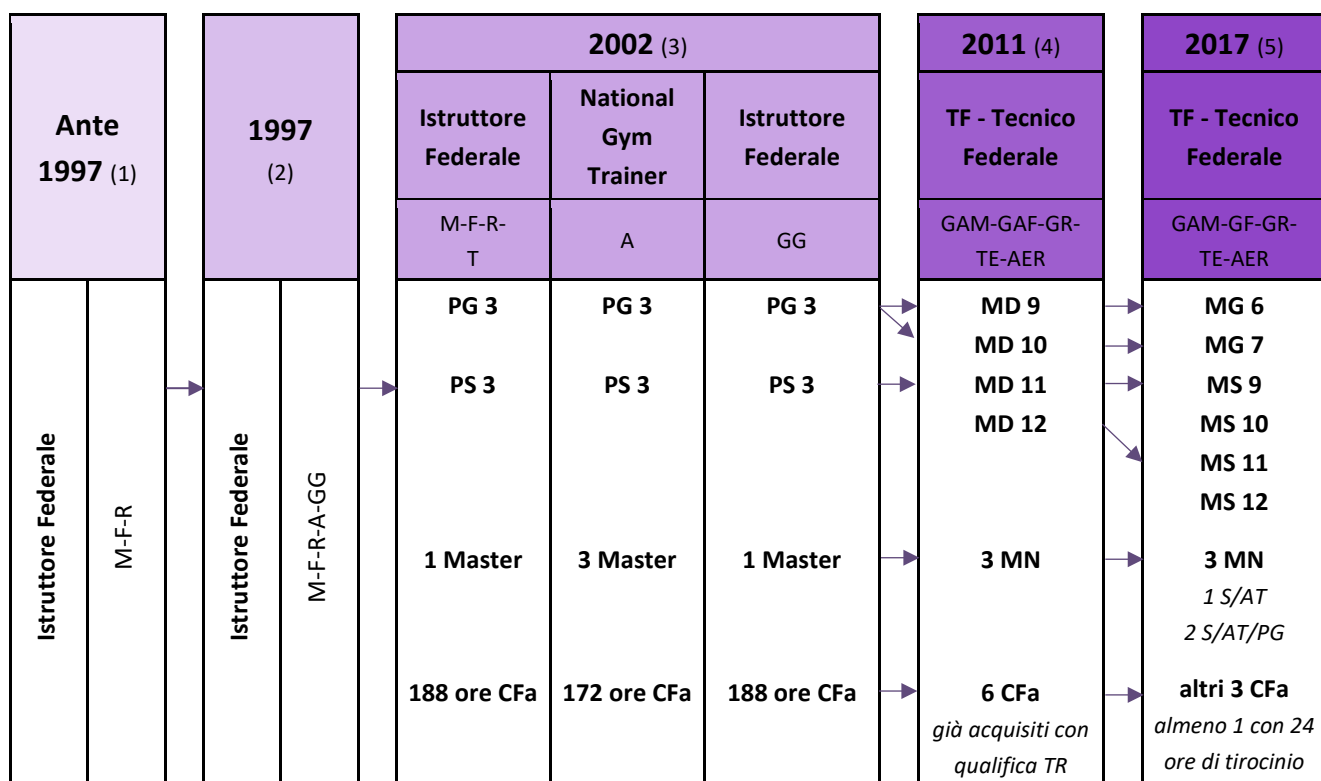 Ante
1997 (1)
1997
(2)
2002 (3)
2011 (4)
2017 (5)
Istruttore
Federale
National
Gym
Trainer
Istruttore
Federale
TF - Tecnico
Federale
TF - Tecnico
Federale
M-F-R-
T
A
GG
GAM-GAF-GR-
TE-AER
GAM-GF-GR-
TE-AER
Istruttore Federale
M-F-R
Istruttore Federale
M-F-R-A-GG
PG 3 PG 3 PG 3 MD 9 MG 6
MD 10 MG 7
PS 3 PS 3 PS 3 MD 11 MS 9
MD 12 MS 10
MS 11
MS 12
1 Master 3 Master 1 Master 3 MN 3 MN
1 S/AT
2 S/AT/PG
188 ore CFa 172 ore CFa 188 ore CFa 6 CFa altri 3 CFa
già acquisiti con almeno 1 con 24
qualifica TR ore di tirocinio